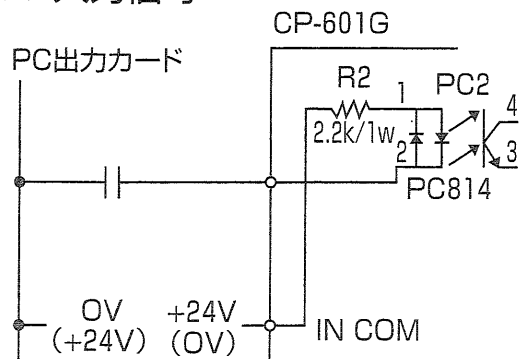 CP-601G
PC出力カード
R2
1
PC2
4
2.2k/1w
2
3
PC814
0V
+24V
IN COM
(+24V)
(0V)